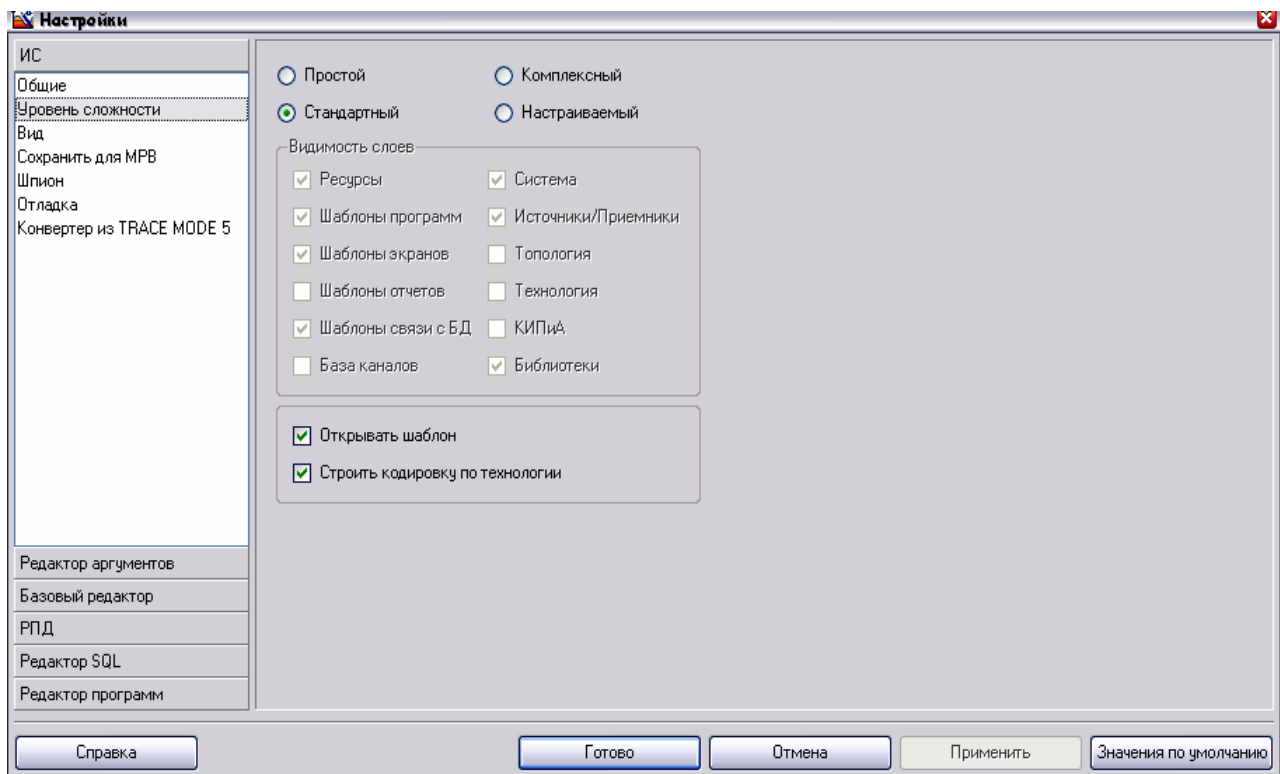 Настройки
ИС
Общие
Уровень сложности
Вид
Сохранить для МРВ
Шпион
Отладка
Конвертер из TRACE MODE 5
Редактор аргументов
Базовый редактор
РПД
Редактор SQL
Редактор программ
Простой
Комплексный
Стандартный
Настраиваемый
Видимость слоев
Ресурсы
Система
Шаблоны программ
Источники/Приемники
Шаблоны экранов
Топология
Шаблоны отчетов
Технология
Шаблоны связи с БД
КИПиА
База каналов
Библиотеки
Открывать шаблон
Строить кодировку по технологии
Справка
Готово
Отмена
Применить
Значения по умолчанию